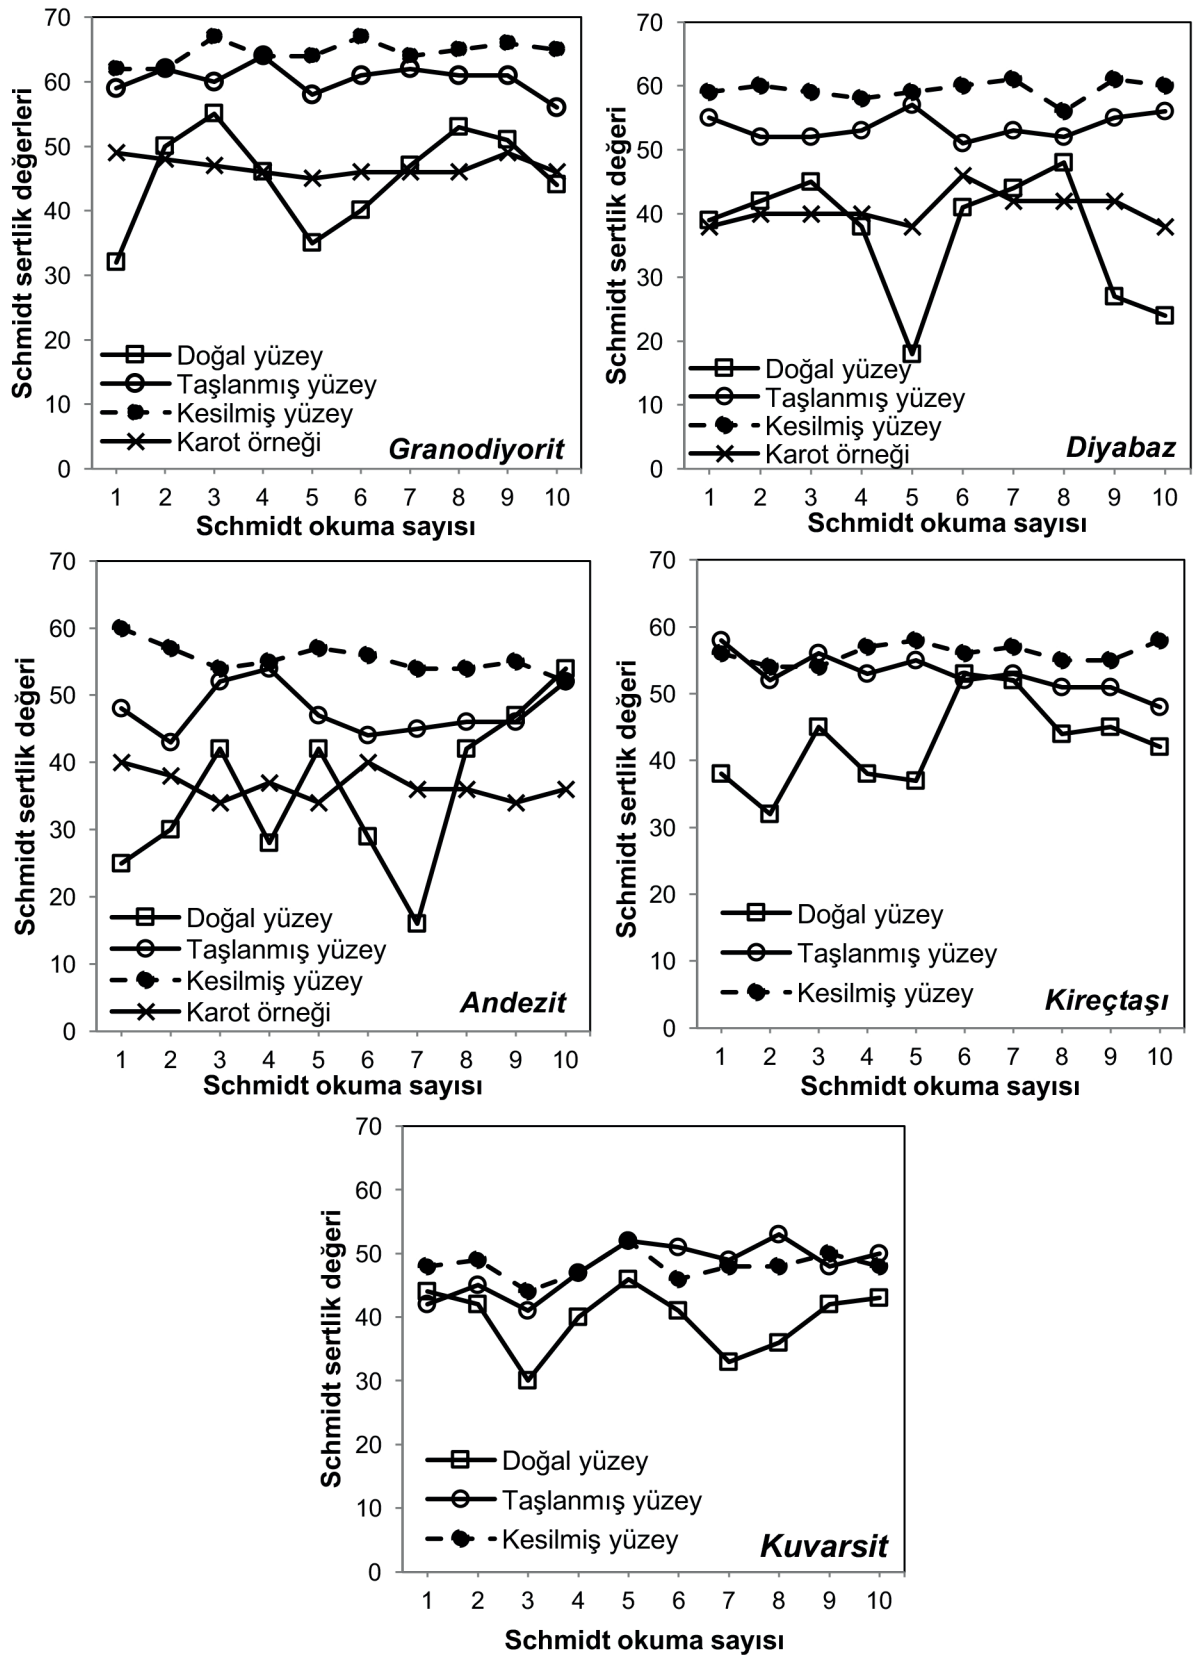 70
60
50
40
30
20
10
0
Schmidt sertlik değerleri
Doğal yüzey
Taşlanmış yüzey
Kesilmiş yüzey
Karot örneği
Granodiyorit
1 2 3 4 5 6 7 8 9 10
Schmidt okuma sayısı
70
60
50
40
30
20
10
0
Schmidt sertlik değeri
Doğal yüzey
Taşlanmış yüzey
Kesilmiş yüzey
Karot örneği
Diyabaz
1 2 3 4 5 6 7 8 9 10
Schmidt okuma sayısı
70
60
50
40
30
20
10
0
Schmidt sertlik değeri
Doğal yüzey
Taşlanmış yüzey
Kesilmiş yüzey
Karot örneği
Andezit
1 2 3 4 5 6 7 8 9 10
Schmidt okuma sayısı
70
60
50
40
30
20
10
0
Schmidt sertlik değeri
Doğal yüzey
Taşlanmış yüzey
Kesilmiş yüzey
Kireçtaşı
1 2 3 4 5 6 7 8 9 10
Schmidt okuma sayısı
70
60
50
40
30
20
10
0
Schmidt sertlik değeri
Doğal yüzey
Taşlanmış yüzey
Kesilmiş yüzey
Kuvarsit
1 2 3 4 5 6 7 8 9 10
Schmidt okuma sayısı